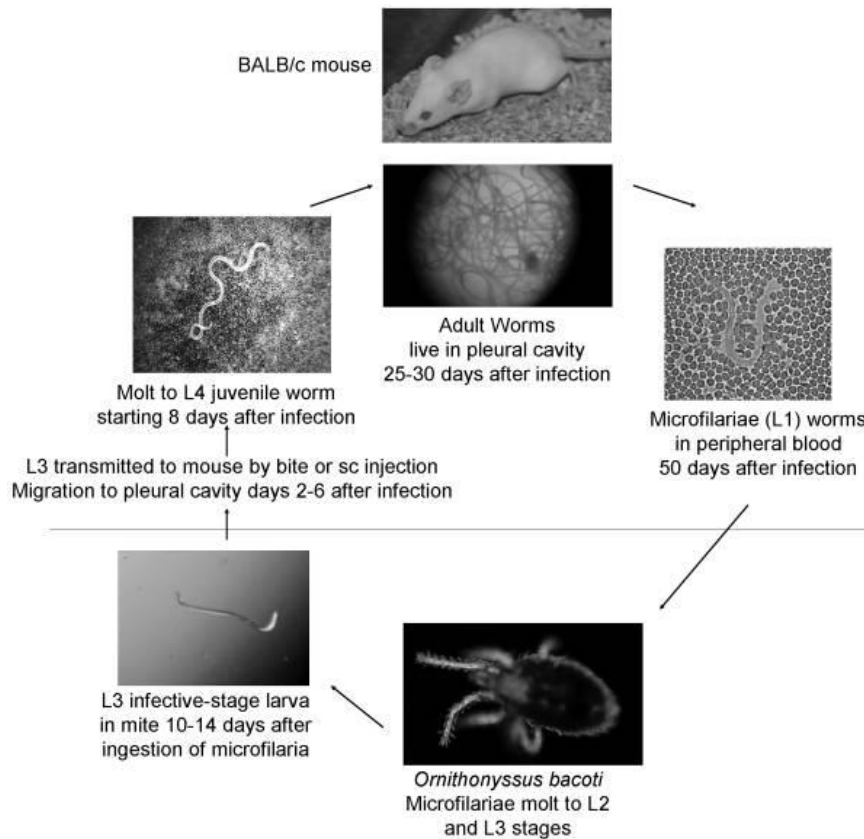 BALB/c mouse
Adult Worms
live in pleural cavity
25-30 days after infection
Microfilariae (L1) worms
in peripheral blood
50 days after infection
Molt to L4 juvenile worm
starting 8 days after infection
L3 transmitted to mouse by bite or sc injection
Migration to pleural cavity days 2-6 after infection
L3 infective-stage larva
in mite 10-14 days after
ingestion of microfilaria
Ornithonyssus bacoti
Microfilariae molt to L2
and L3 stages